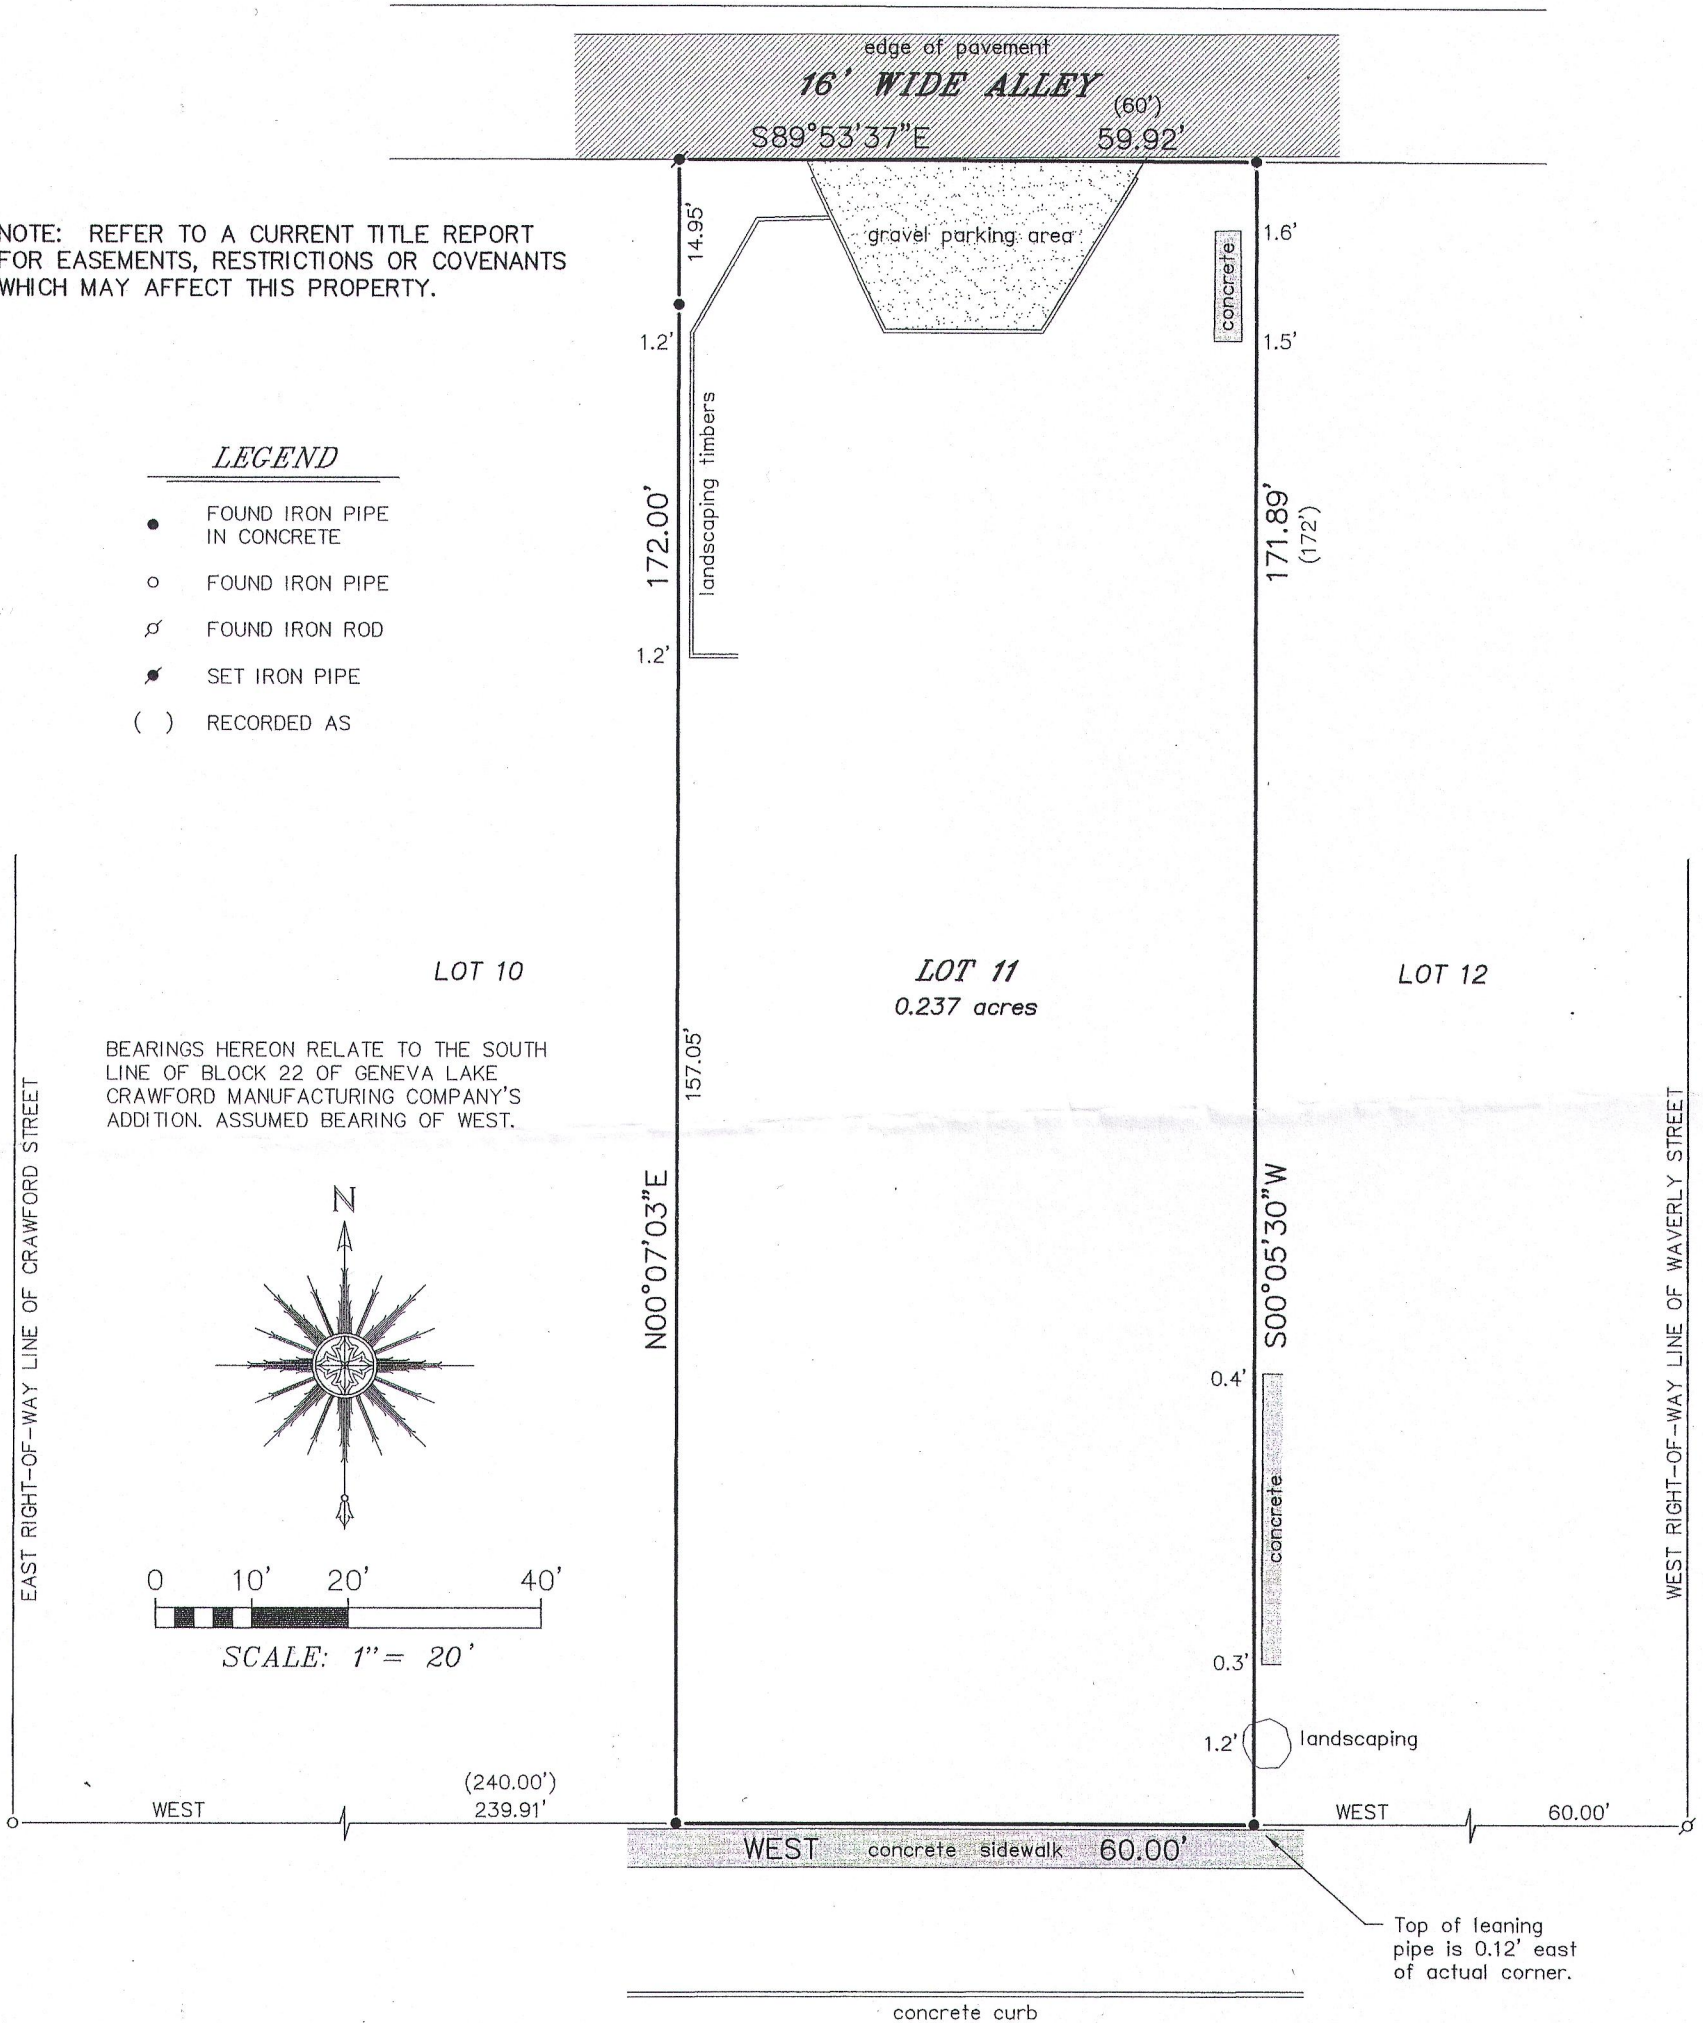 edge of pavement
16' WIDE ALLEY
(60')
S89°53'37"E 59.92'
NOTE: REFER TO A CURRENT TITLE REPORT
FOR EASEMENTS, RESTRICTIONS OR COVENANTS
WHICH MAY AFFECT THIS PROPERTY.
14.95'
gravel parking area
concrete
1.6'
1.5'
1.2'
landscaping timbers
172.00'
1.2'
171.89'
(172')
LEGEND
FOUND IRON PIPE
IN CONCRETE
FOUND IRON PIPE
FOUND IRON ROD
SET IRON PIPE
( ) RECORDED AS
LOT 10
LOT 11
0.237 acres
LOT 12
BEARINGS HEREON RELATE TO THE SOUTH
LINE OF BLOCK 22 OF GENEVA LAKE
CRAWFORD MANUFACTURING COMPANY'S
ADDITION. ASSUMED BEARING OF WEST.
157.05'
EAST RIGHT-OF-WAY LINE OF CRAWFORD STREET
WEST RIGHT-OF-WAY LINE OF WAVERLY STREET
N
N00°07'03"E
S00°05'30"W
0.4'
concrete
0.3'
0 10' 20' 40'
SCALE: 1"= 20'
1.2'
landscaping
(240.00')
WEST 239.91'
WEST 60.00'
WEST concrete sidewalk 60.00'
Top of leaning
pipe is 0.12' east
of actual corner.
concrete curb